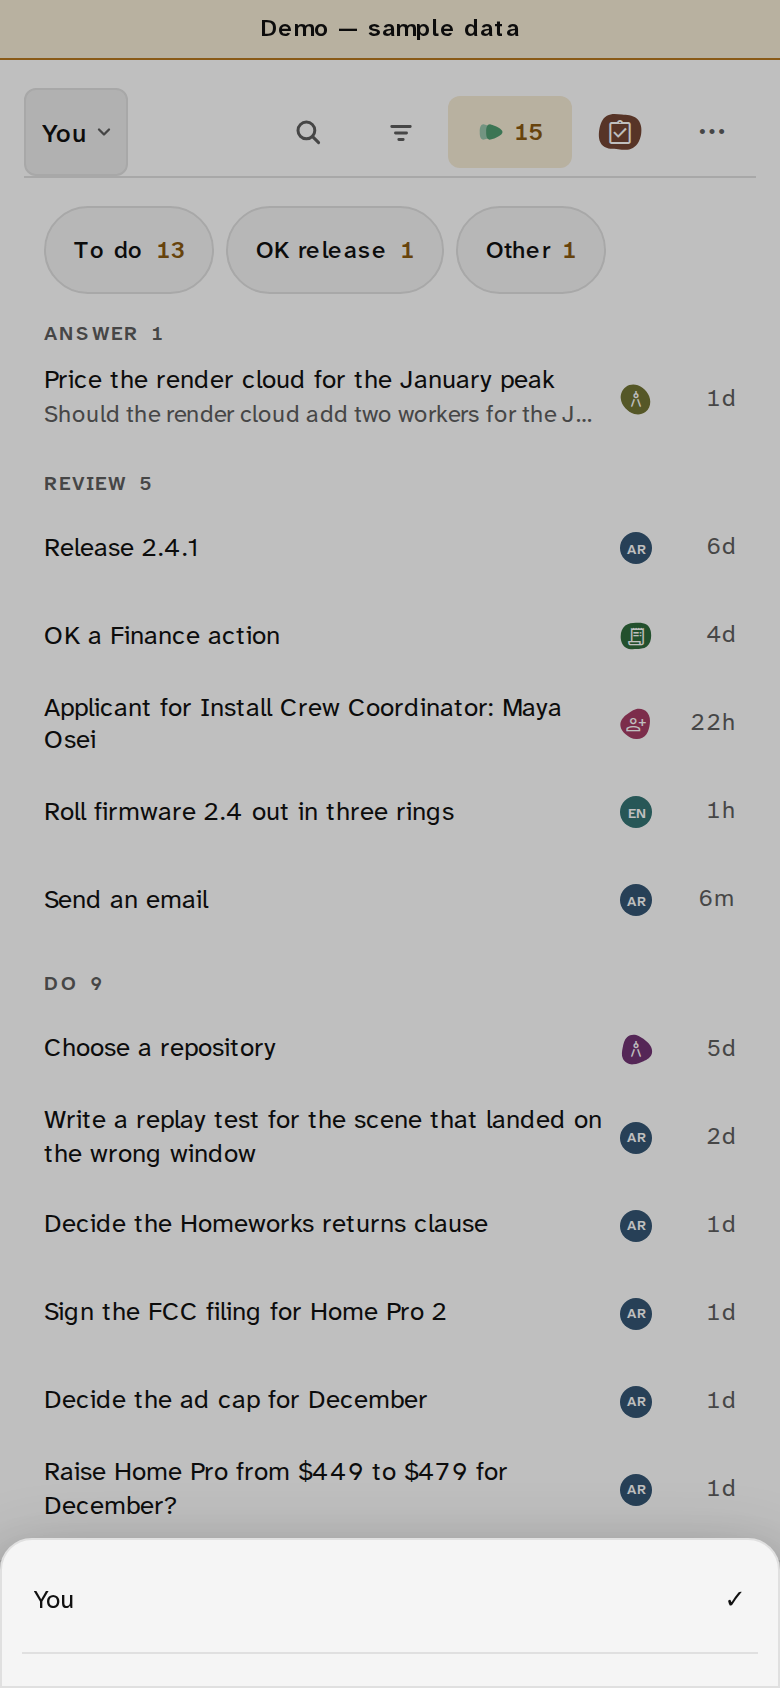 Demo — sample data
You
15
To do 13
OK release 1
Other 1
ANSWER 1
Price the render cloud for the January peak
Should the render cloud add two workers for the J...
1d
REVIEW 5
Release 2.4.1
AR
6d
OK a Finance action
4d
Applicant for Install Crew Coordinator: Maya
Osei
22h
Roll firmware 2.4 out in three rings
EN
1h
Send an email
AR
6m
DO 9
Choose a repository
5d
Write a replay test for the scene that landed on
the wrong window
AR
2d
Decide the Homeworks returns clause
AR
1d
Sign the FCC filing for Home Pro 2
AR
1d
Decide the ad cap for December
AR
1d
Raise Home Pro from $449 to $479 for
December?
AR
1d
You ✓